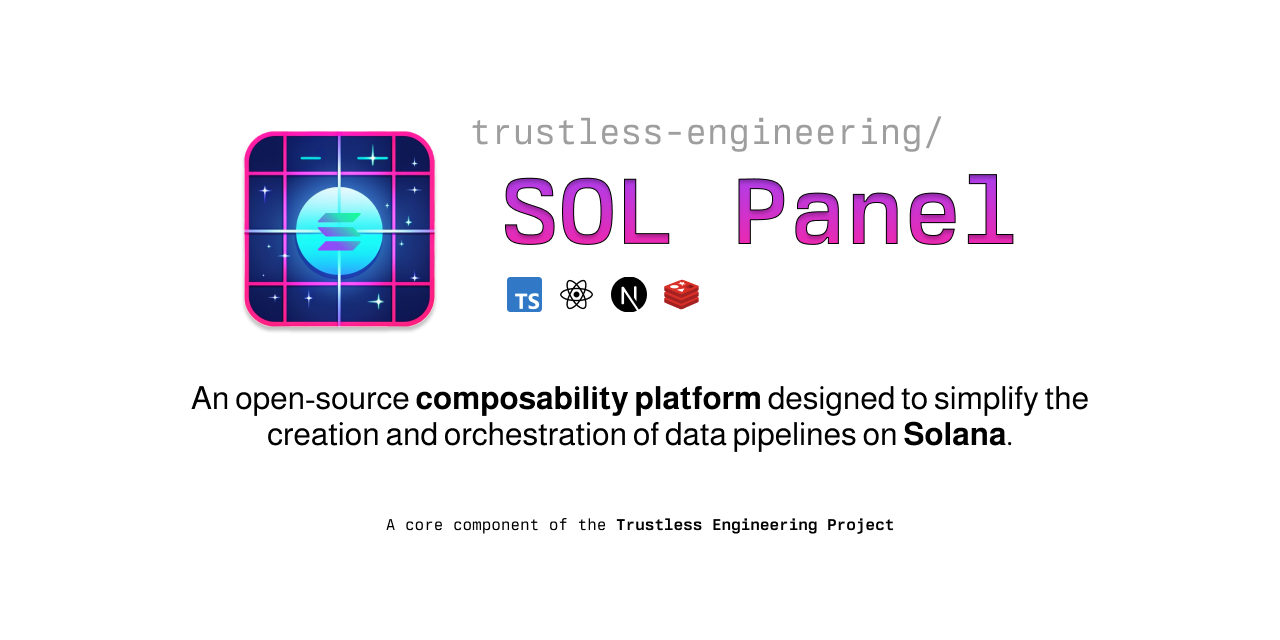 trustless-engineering/
SOL Panel
TS N
An open-source composability platform designed to simplify the
creation and orchestration of data pipelines on Solana.
A core component of the Trustless Engineering Project